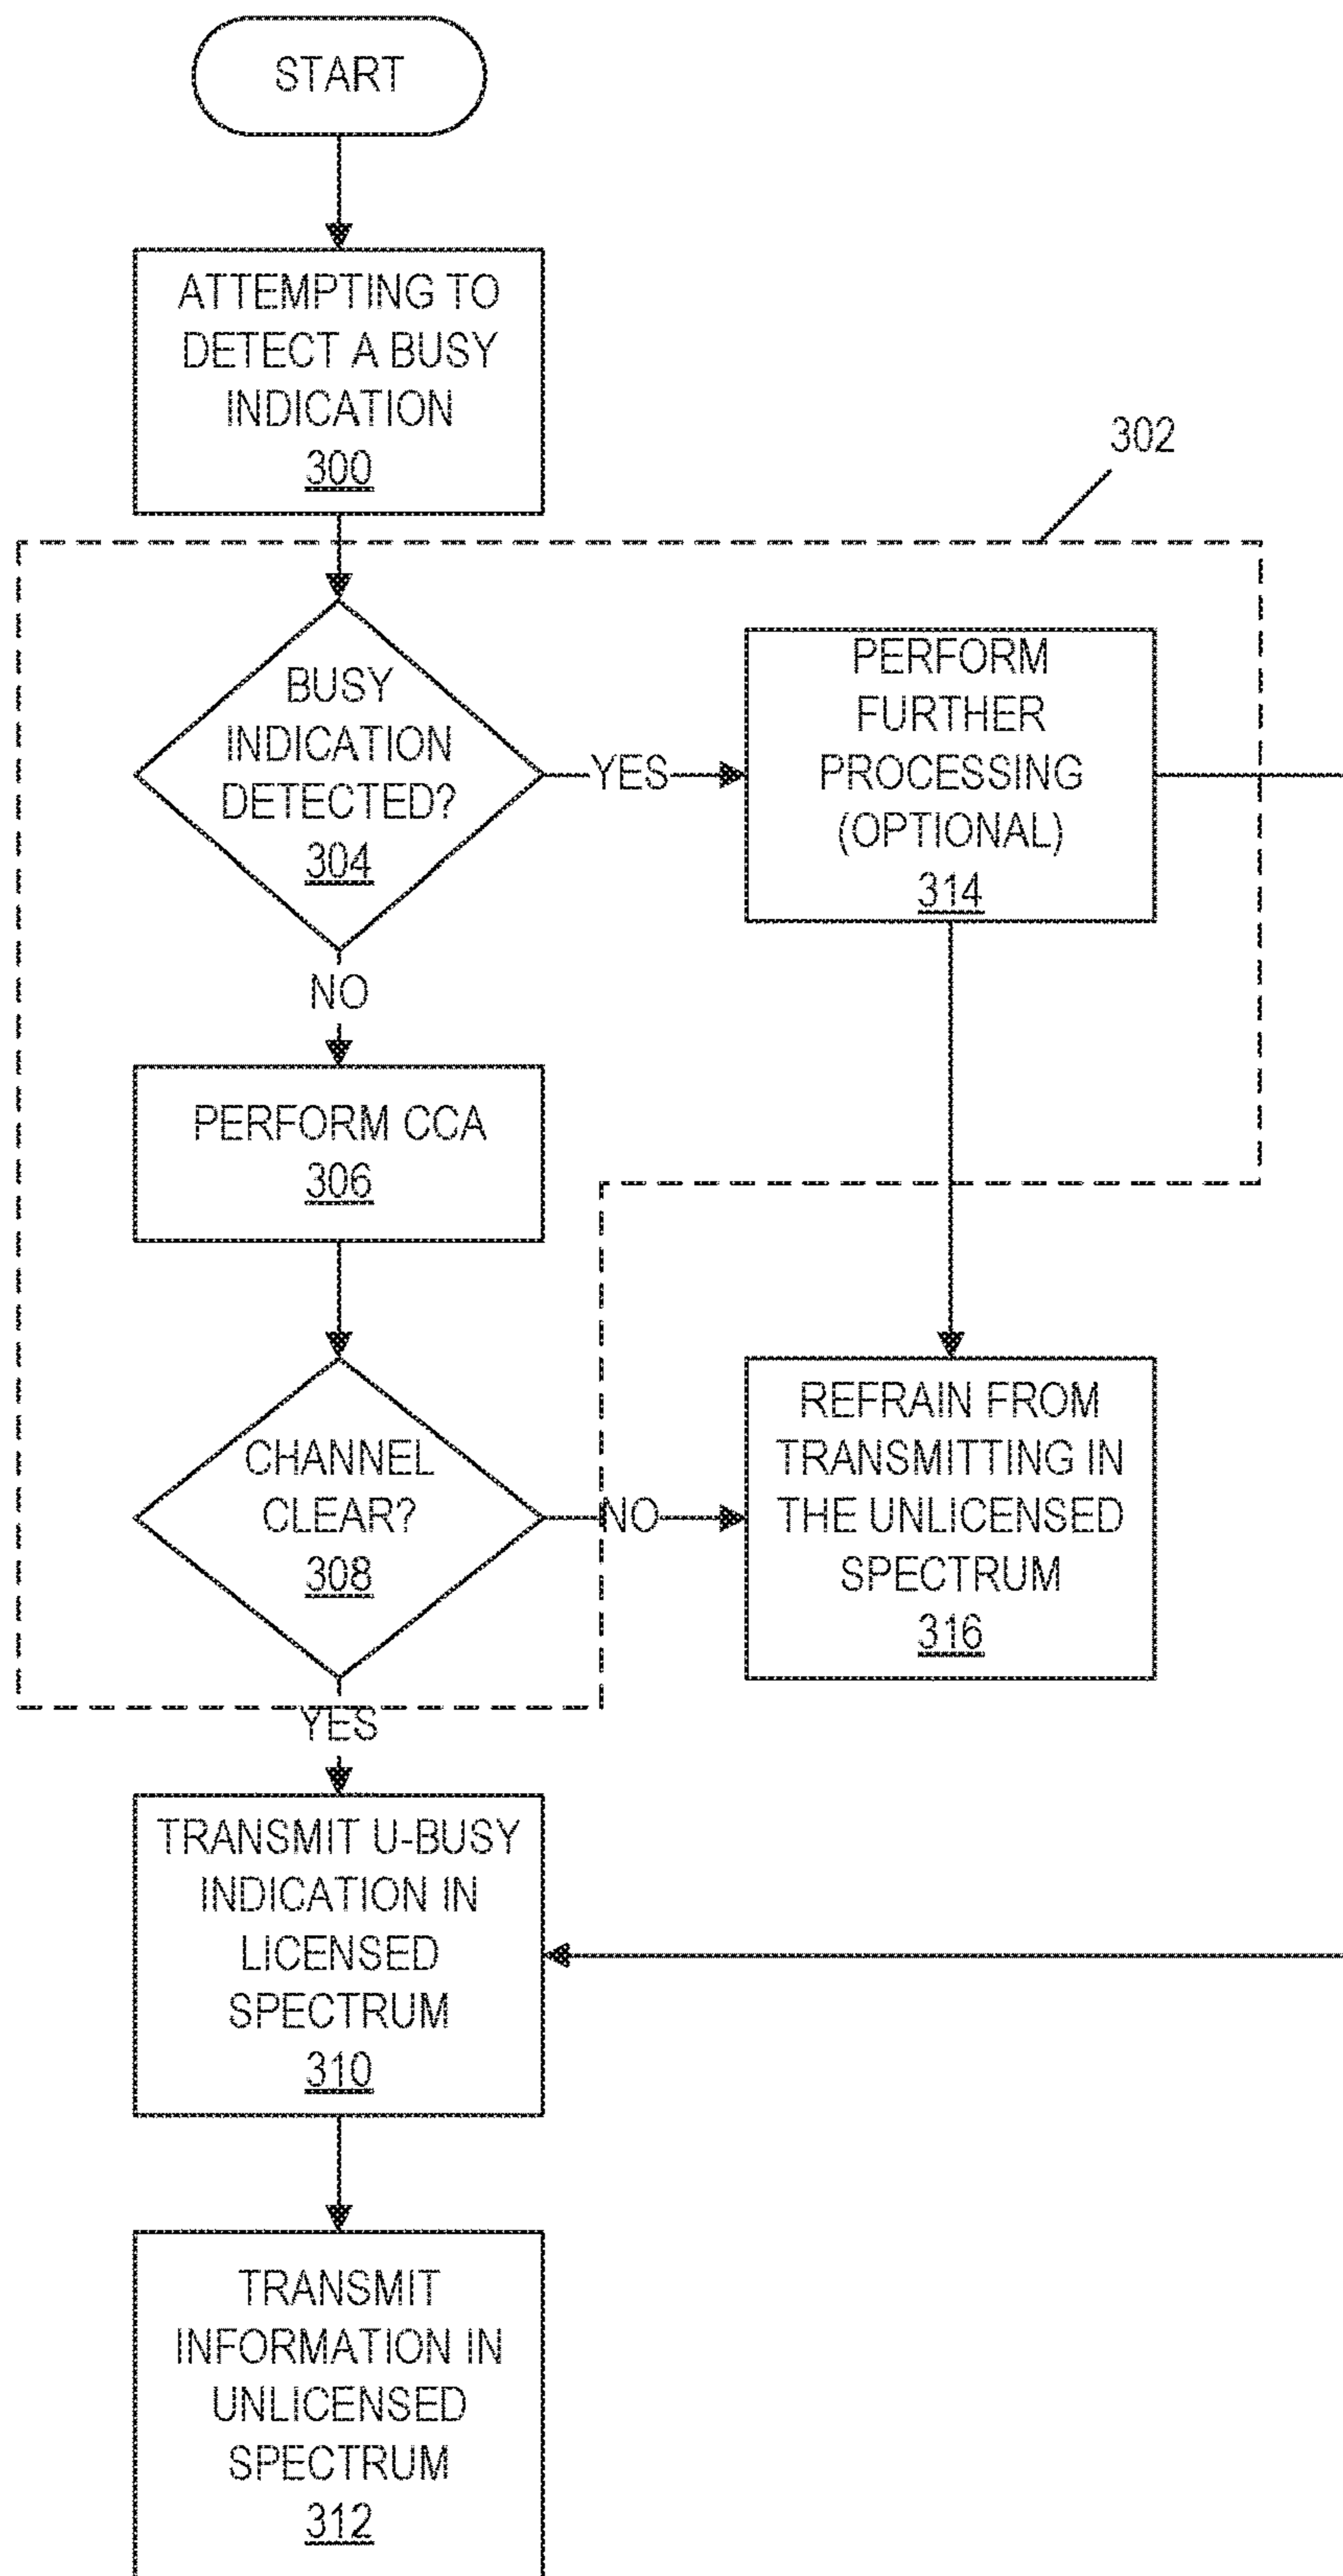 START
ATTEMPTING TO
DETECT A BUSY
INDICATION
300
302
BUSY
INDICATION
DETECTED?
304
YES
PERFORM
FURTHER
PROCESSING
(OPTIONAL)
314
NO
PERFORM CCA
306
CHANNEL
CLEAR?
308
NO
REFRAIN FROM
TRANSMITTING IN
THE UNLICENSED
SPECTRUM
316
YES
TRANSMIT U-BUSY
INDICATION IN
LICENSED
SPECTRUM
310
TRANSMIT
INFORMATION IN
UNLICENSED
SPECTRUM
312